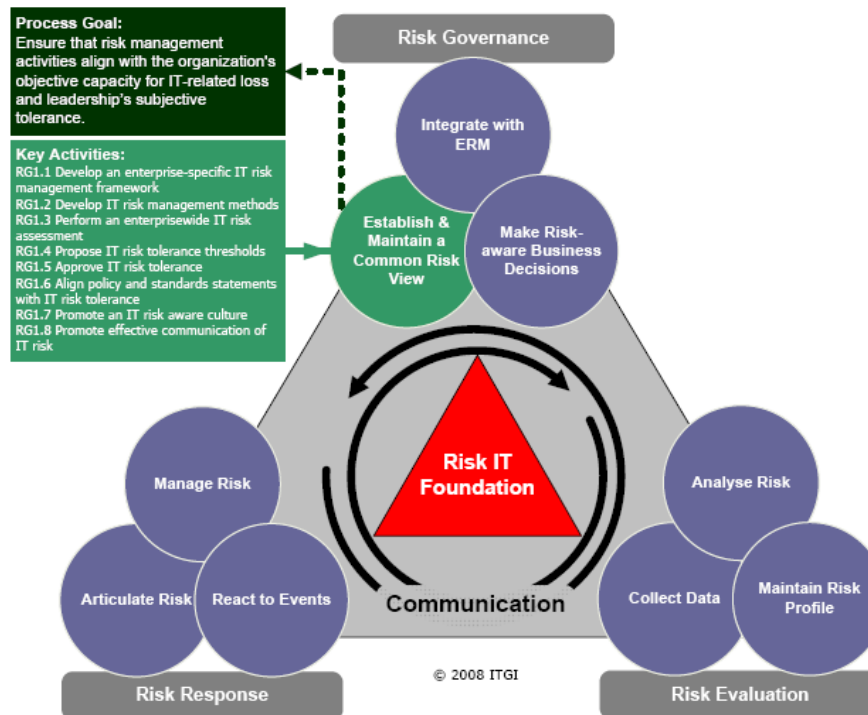 Process Goal:
Ensure that risk management
activities align with the organization's
objective capacity for IT-related loss
and leadership's subjective
tolerance.
Key Activities:
RG1.1 Develop an enterprise-specific IT risk
management framework
RG1.2 Develop IT risk management methods
RG1.3 Perform an enterprisewide IT risk
assessment
RG1.4 Propose IT risk tolerance thresholds
RG1.5 Approve IT risk tolerance
RG1.6 Align policy and standards statements
with IT risk tolerance
RG1.7 Promote an IT risk aware culture
RG1.8 Promote effective communication of
IT risk
Risk Governance
Integrate with
ERM
Establish &
Maintain a
Common Risk
View
Make Risk-
aware Business
Decisions
Risk IT
Foundation
Communication
Manage Risk
Articulate Risk
React to Events
Risk Response
Analyse Risk
Collect Data
Maintain Risk
Profile
Risk Evaluation
© 2008 ITGI